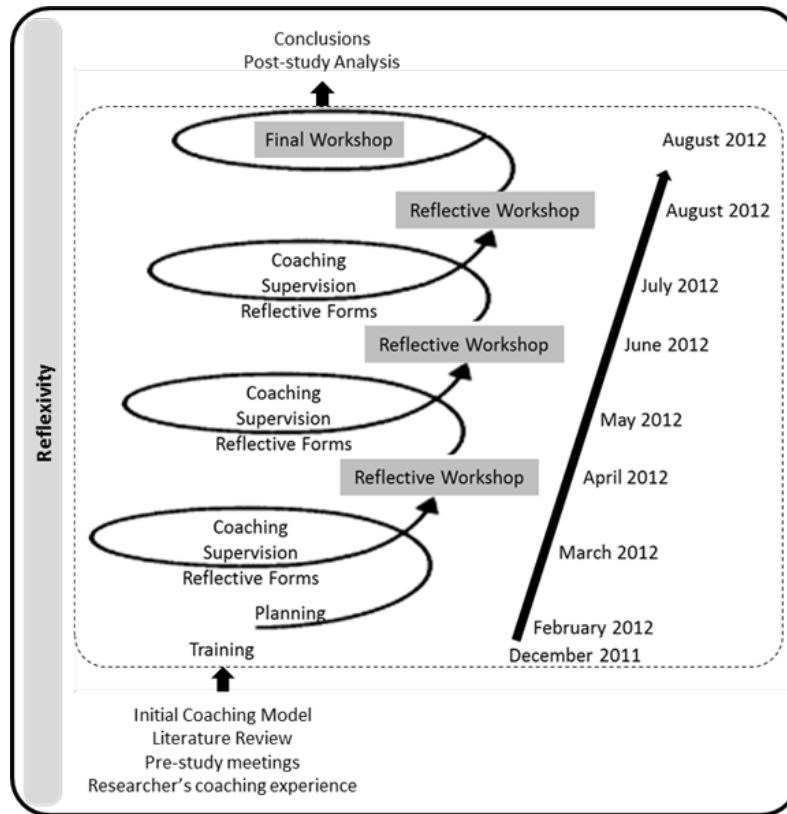 Conclusions
Post-study Analysis
Final Workshop
August 2012
Reflective Workshop
August 2012
Coaching
Supervision
Reflective Forms
July 2012
Reflective Workshop
June 2012
Coaching
Supervision
Reflective Forms
May 2012
Reflective Workshop
April 2012
Coaching
Supervision
Reflective Forms
March 2012
Planning
February 2012
Training
December 2011
Initial Coaching Model
Literature Review
Pre-study meetings
Researcher's coaching experience
Reflexivity